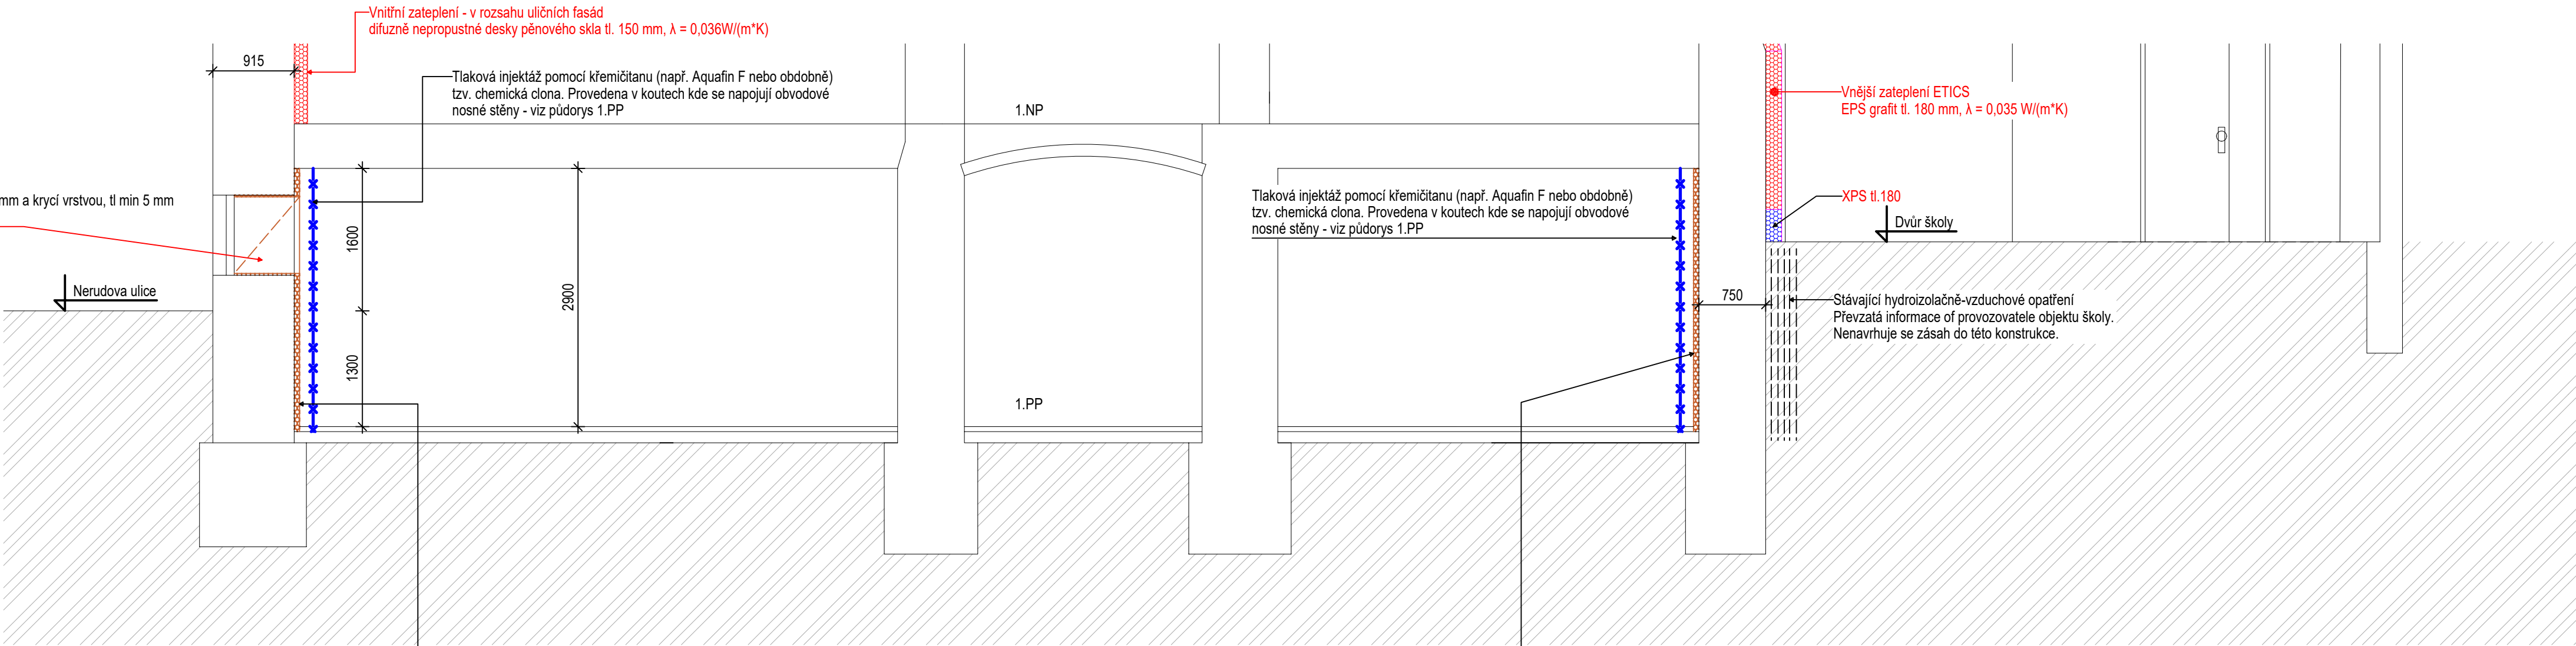 Vnitřní zateplení - v rozsahu uličních fasád
difuzně nepropustné desky pěnového skla tl. 150 mm, λ = 0,036W/(m*K)
915
Tlaková injektáž pomocí křemičitanu (např. Aquafin F nebo obdobně)
tzv. chemická clona. Provedena v koutech kde se napojují obvodové
nosné stěny - viz půdorys 1.PP
1.NP
Vnější zateplení ETICS
EPS grafit tl. 180 mm, λ = 0,035 W/(m*K)
mm a krycí vrstvou, tl min 5 mm
Tlaková injektáž pomocí křemičitanu (např. Aquafin F nebo obdobně)
tzv. chemická clona. Provedena v koutech kde se napojují obvodové
nosné stěny - viz půdorys 1.PP
XPS tl.180
Dvůr školy
1600
2900
Nerudova ulice
750
Stávající hydroizolačně-vzduchové opatření
Převzatá informace of provozovatele objektu školy.
Nenavrhuje se zásah do této konstrukce.
1300
1.PP